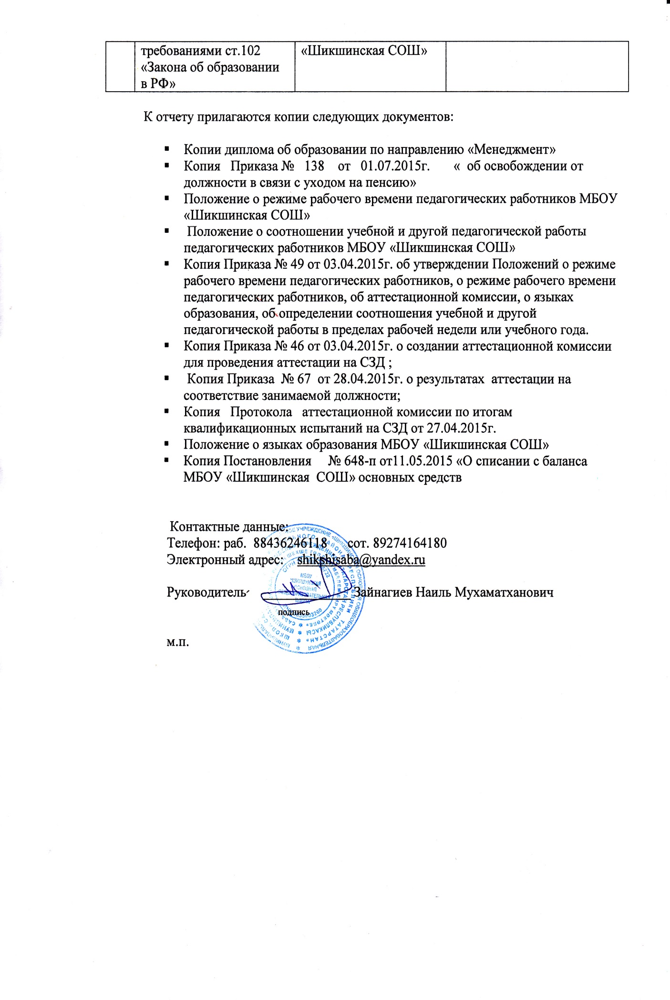 требованиями ст.102 «Шикшинская СОШ»
«Закона об образовании
в РФ»
К отчету прилагаются копии следующих документов:
▪ Копии диплома об образовании по направлению «Менеджмент»
▪ Копия Приказа № 138 от 01.07.2015г. « об освобождении от
должности в связи с уходом на пенсию»
▪ Положение о режиме рабочего времени педагогических работников МБОУ
«Шикшинская СОШ»
▪ Положение о соотношении учебной и другой педагогической работы
педагогических работников МБОУ «Шикшинская СОШ»
▪ Копия Приказа № 49 от 03.04.2015г. об утверждении Положений о режиме
рабочего времени педагогических работников, о режиме рабочего времени
педагогических работников, об аттестационной комиссии, о языках
образования, об определении соотношения учебной и другой
педагогической работы в пределах рабочей недели или учебного года.
▪ Копия Приказа № 46 от 03.04.2015г. о создании аттестационной комиссии
для проведения аттестации на СЗД ;
▪ Копия Приказа № 67 от 28.04.2015г. о результатах аттестации на
соответствие занимаемой должности;
▪ Копия Протокола аттестационной комиссии по итогам
квалификационных испытаний на СЗД от 27.04.2015г.
▪ Положение о языках образования МБОУ «Шикшинская СОШ»
▪ Копия Постановления № 648-п от11.05.2015 «О списании с баланса
МБОУ «Шикшинская СОШ» основных средств
Контактные данные:
Телефон: раб. 88436246118 сот. 89274164180
Электронный адрес: shikshisaba@yandex.ru
Руководитель Зайнагиев Наиль Мухаматханович
подпись
м.п.
МБОУ
"ШИКШИНСКАЯ
ОСНОВНАЯ
ОБЩЕОБРАЗОВАТЕЛЬНАЯ
ШКОЛА"